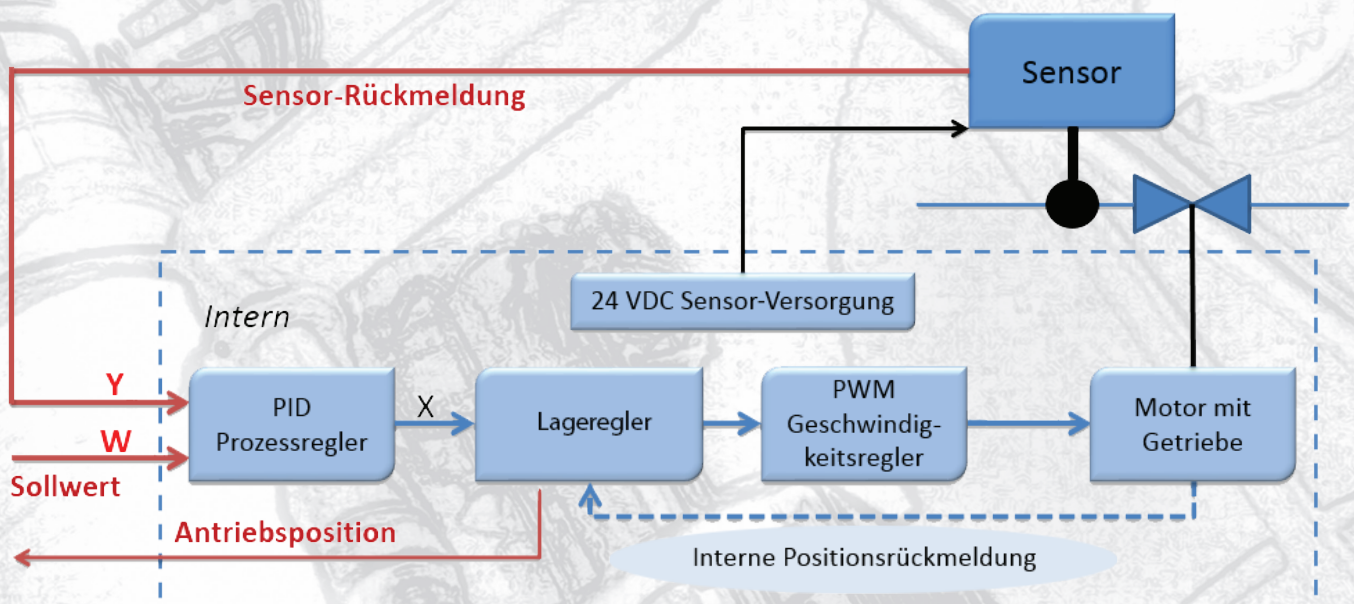 Sensor
Sensor-Rückmeldung
24 VDC Sensor-Versorgung
Intern
Y
W
Sollwert
PID
Prozessregler
X
Lageregler
PWM
Geschwindig-
keitsregler
Motor mit
Getriebe
Antriebsposition
Interne Positionsrückmeldung